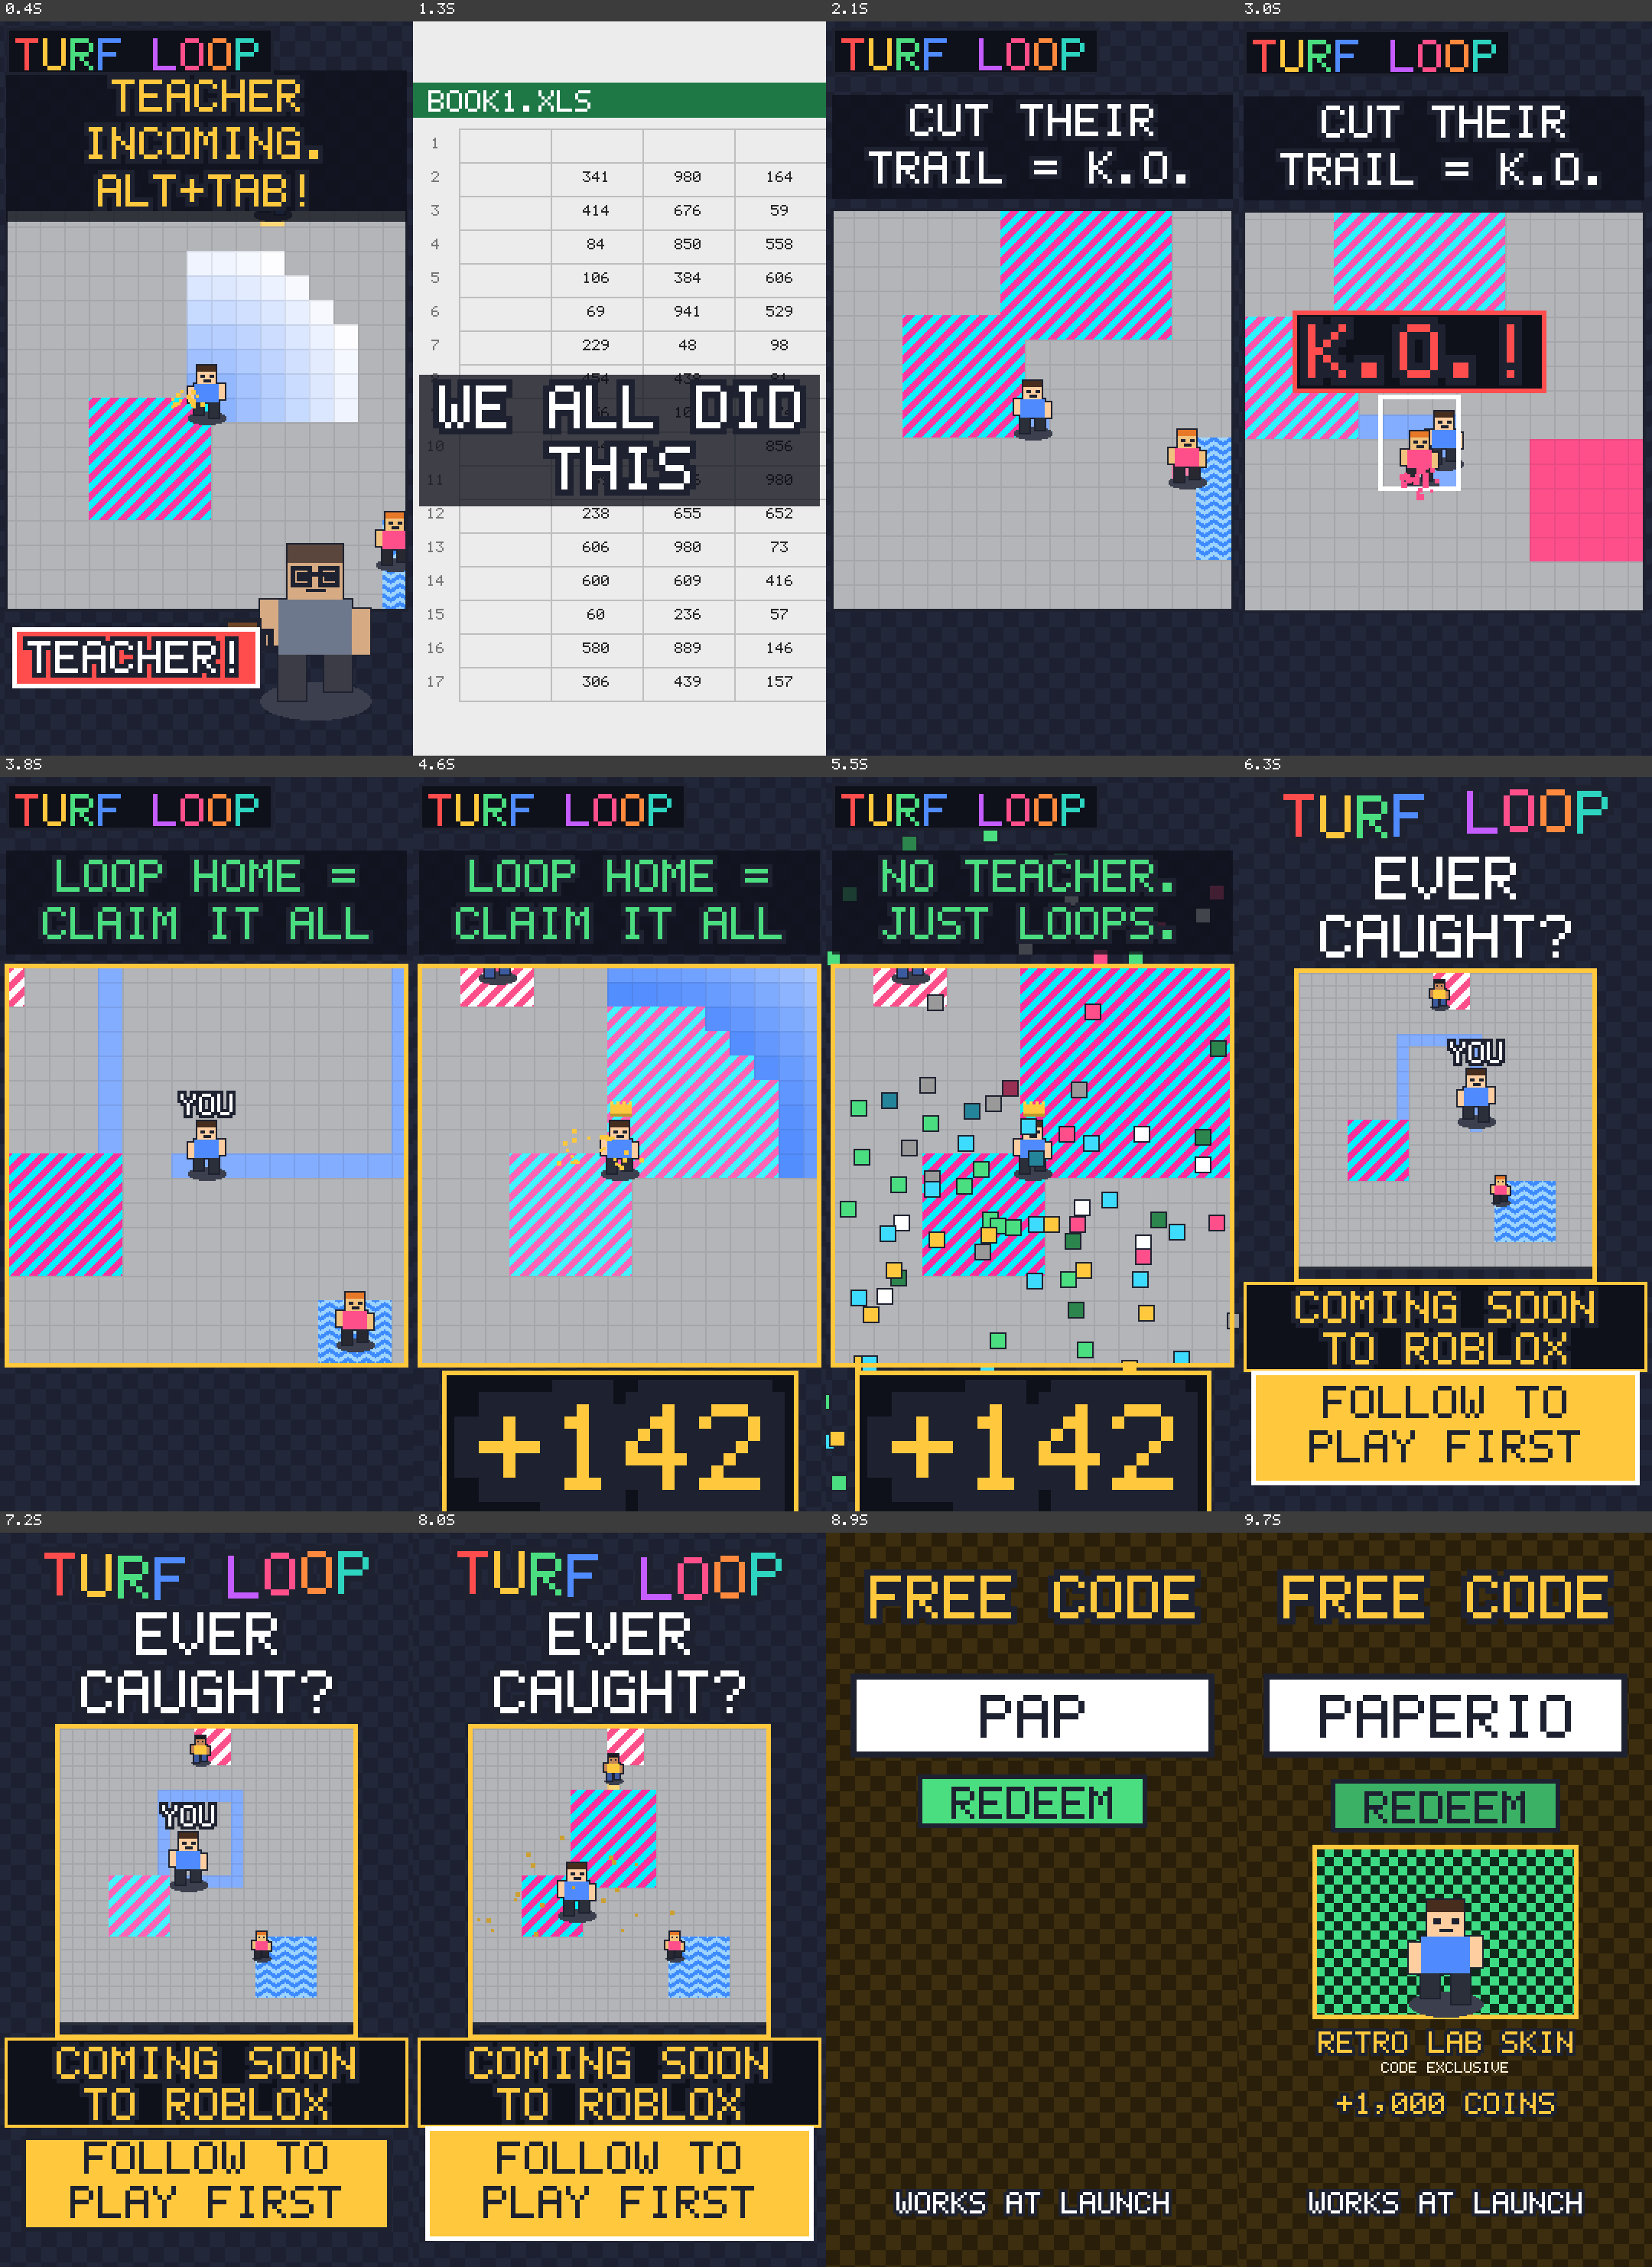 0.4S
TURF LOOP
TEACHER
INCOMING.
ALT+TAB!
TEACHER!
1.3S
BOOK1.XLS
1
2 341 980 164
3 414 676 59
4 84 850 558
5 106 384 606
6 69 941 529
7 229 48 98
WE ALL DID
THIS
10 856
11 980
12 238 655 652
13 606 980 73
14 600 609 416
15 60 236 57
16 580 889 146
17 306 439 157
2.1S
TURF LOOP
CUT THEIR
TRAIL = K.O.
3.0S
TURF LOOP
CUT THEIR
TRAIL = K.O.
K.O.!
3.8S
TURF LOOP
LOOP HOME =
CLAIM IT ALL
YOU
4.6S
TURF LOOP
LOOP HOME =
CLAIM IT ALL
+142
5.5S
TURF LOOP
NO TEACHER.
JUST LOOPS.
+142
6.3S
TURF LOOP
EVER
CAUGHT?
YOU
COMING SOON
TO ROBLOX
FOLLOW TO
PLAY FIRST
7.2S
TURF LOOP
EVER
CAUGHT?
YOU
COMING SOON
TO ROBLOX
FOLLOW TO
PLAY FIRST
8.0S
TURF LOOP
EVER
CAUGHT?
COMING SOON
TO ROBLOX
FOLLOW TO
PLAY FIRST
8.9S
FREE CODE
PAP
REDEEM
WORKS AT LAUNCH
9.7S
FREE CODE
PAPERIO
REDEEM
RETRO LAB SKIN
CODE EXCLUSIVE
+1,000 COINS
WORKS AT LAUNCH